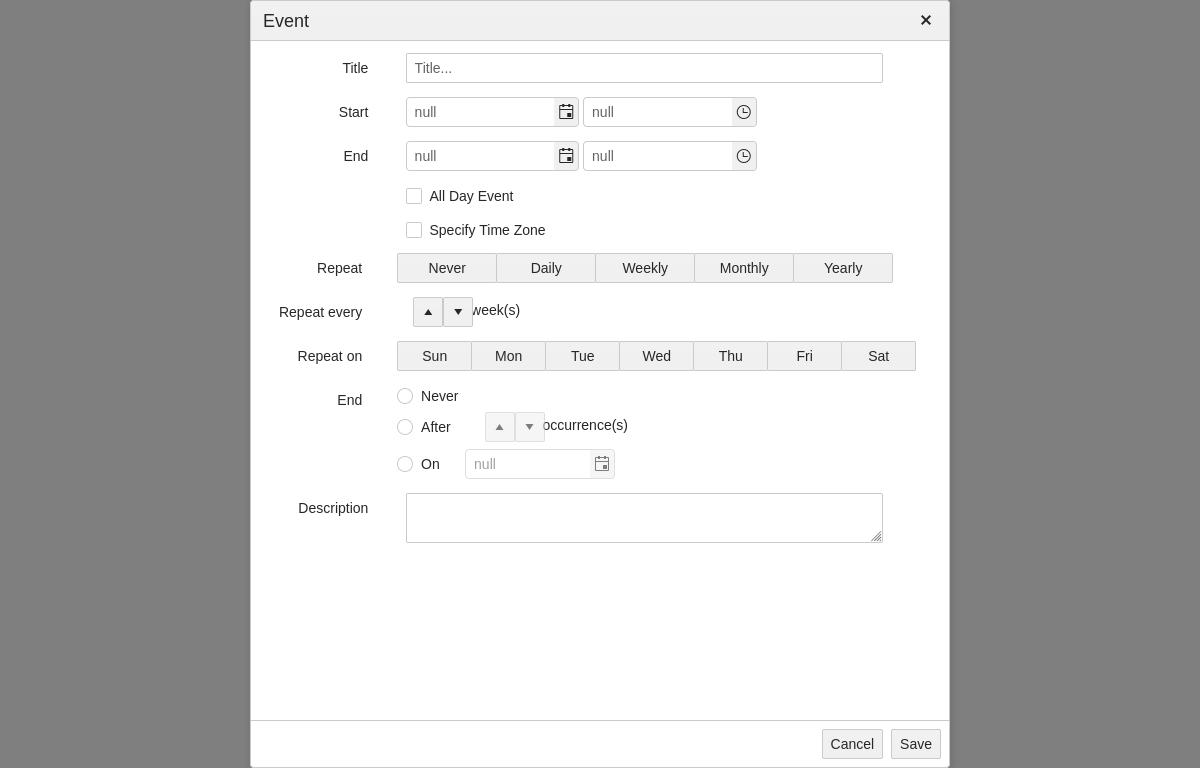 Event
Title Title...
Start null null
End null null
All Day Event
Specify Time Zone
Repeat Never Daily Weekly Monthly Yearly
Repeat every week(s)
Repeat on Sun Mon Tue Wed Thu Fri Sat
End Never
After occurrence(s)
On null
Description
Cancel Save